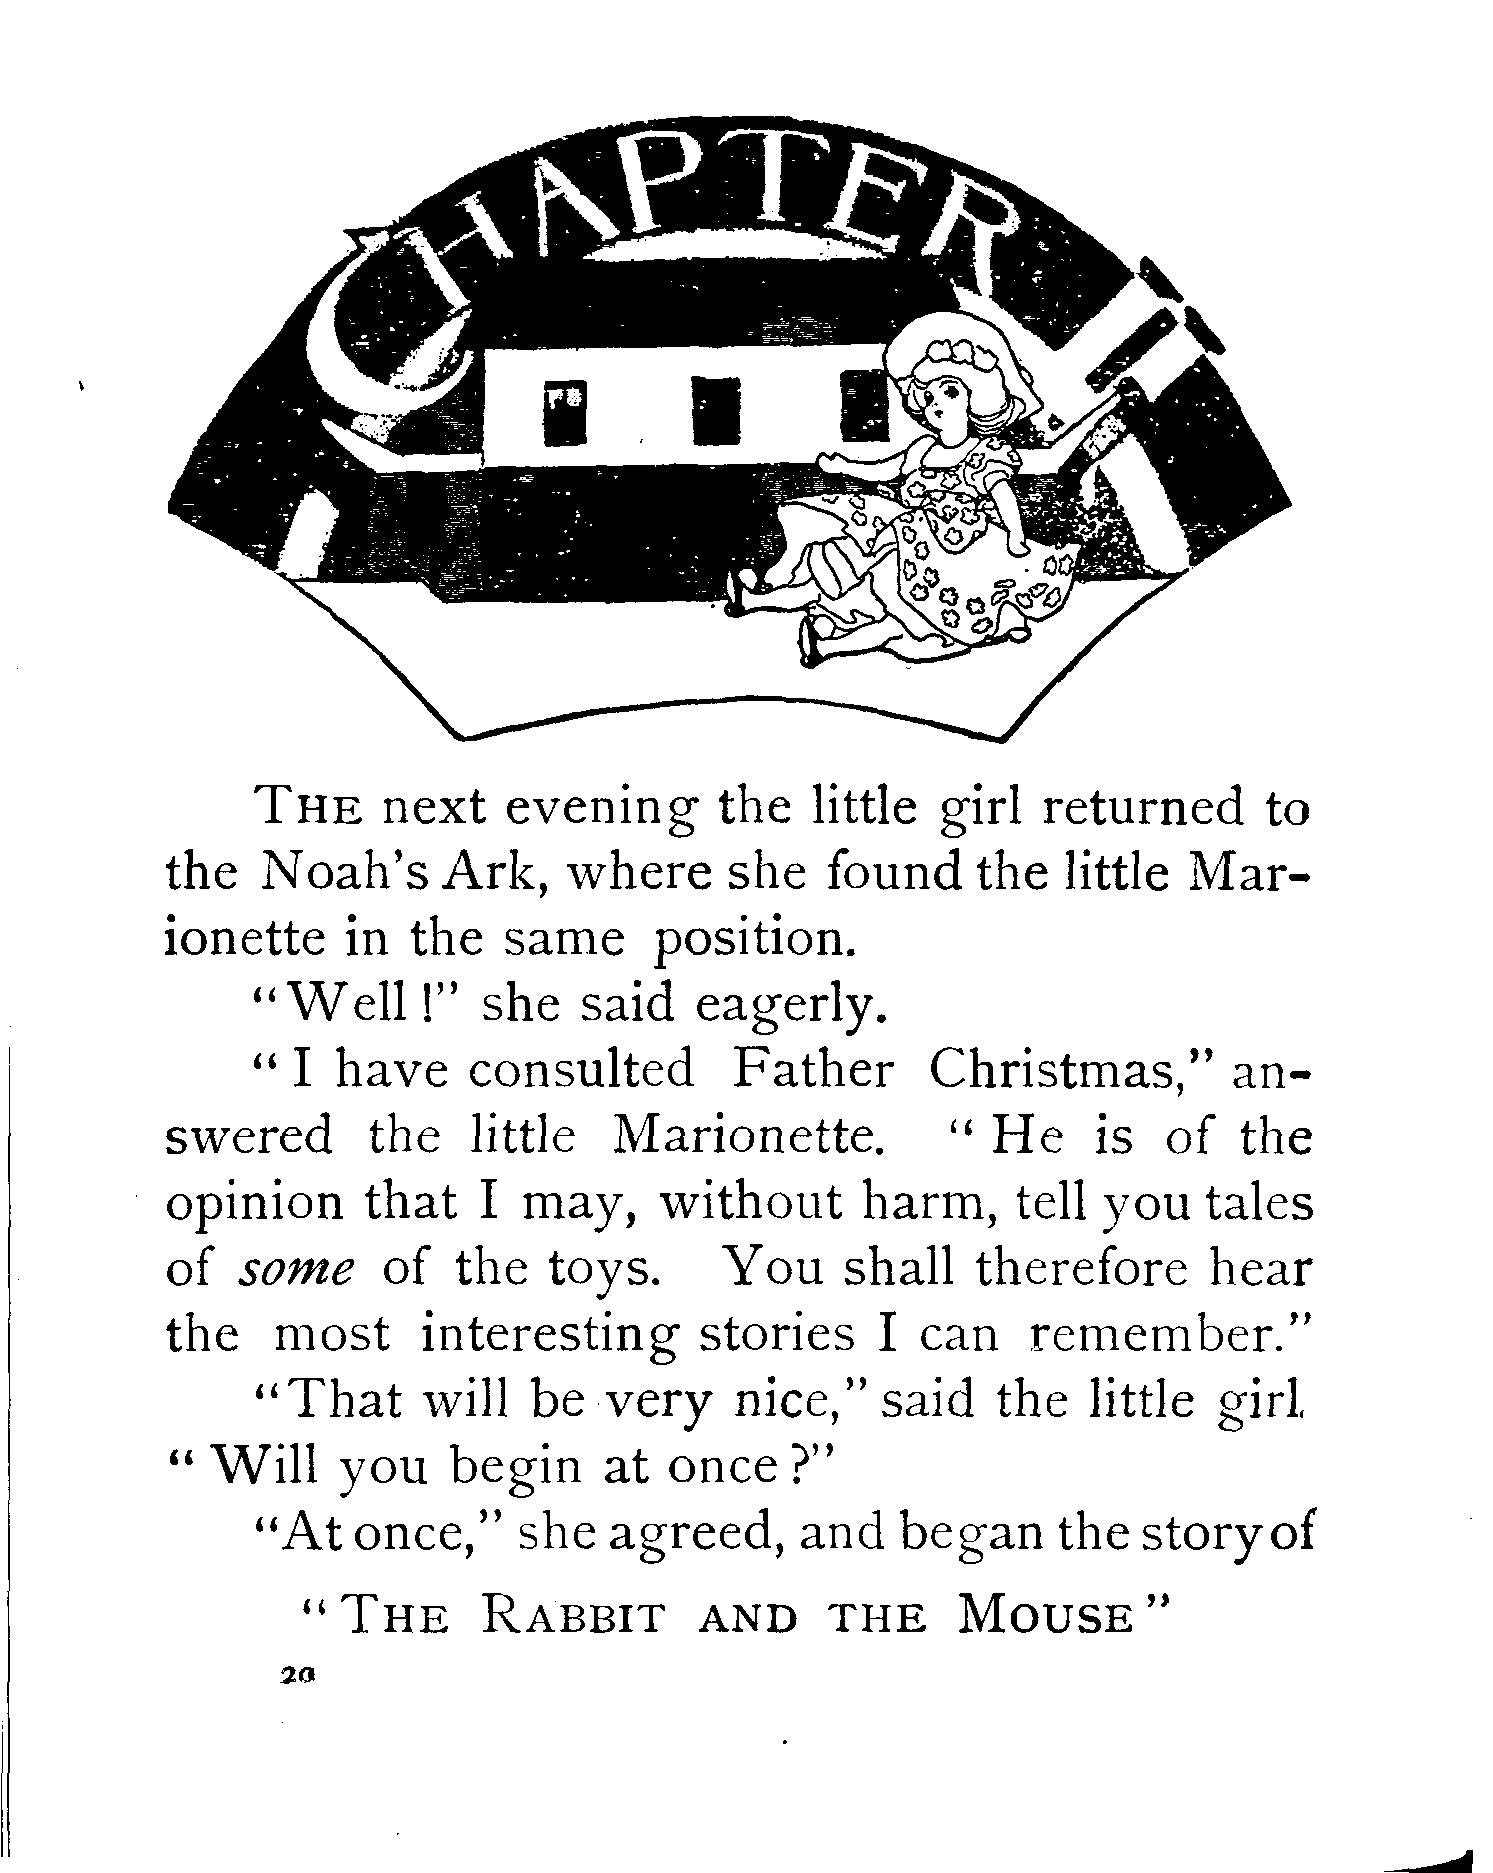 CHAPTER II
THE next evening the little girl returned to
the Noah's Ark, where she found the little Mar-
ionette in the same position.
"Well!" she said eagerly.
"I have consulted Father Christmas," an-
swered the little Marionette. "He is of the
opinion that I may, without harm, tell you tales
of some of the toys. You shall therefore hear
the most interesting stories I can remember."
"That will be very nice," said the little girl.
"Will you begin at once?"
"At once," she agreed, and began the story of
"THE RABBIT AND THE MOUSE"
20